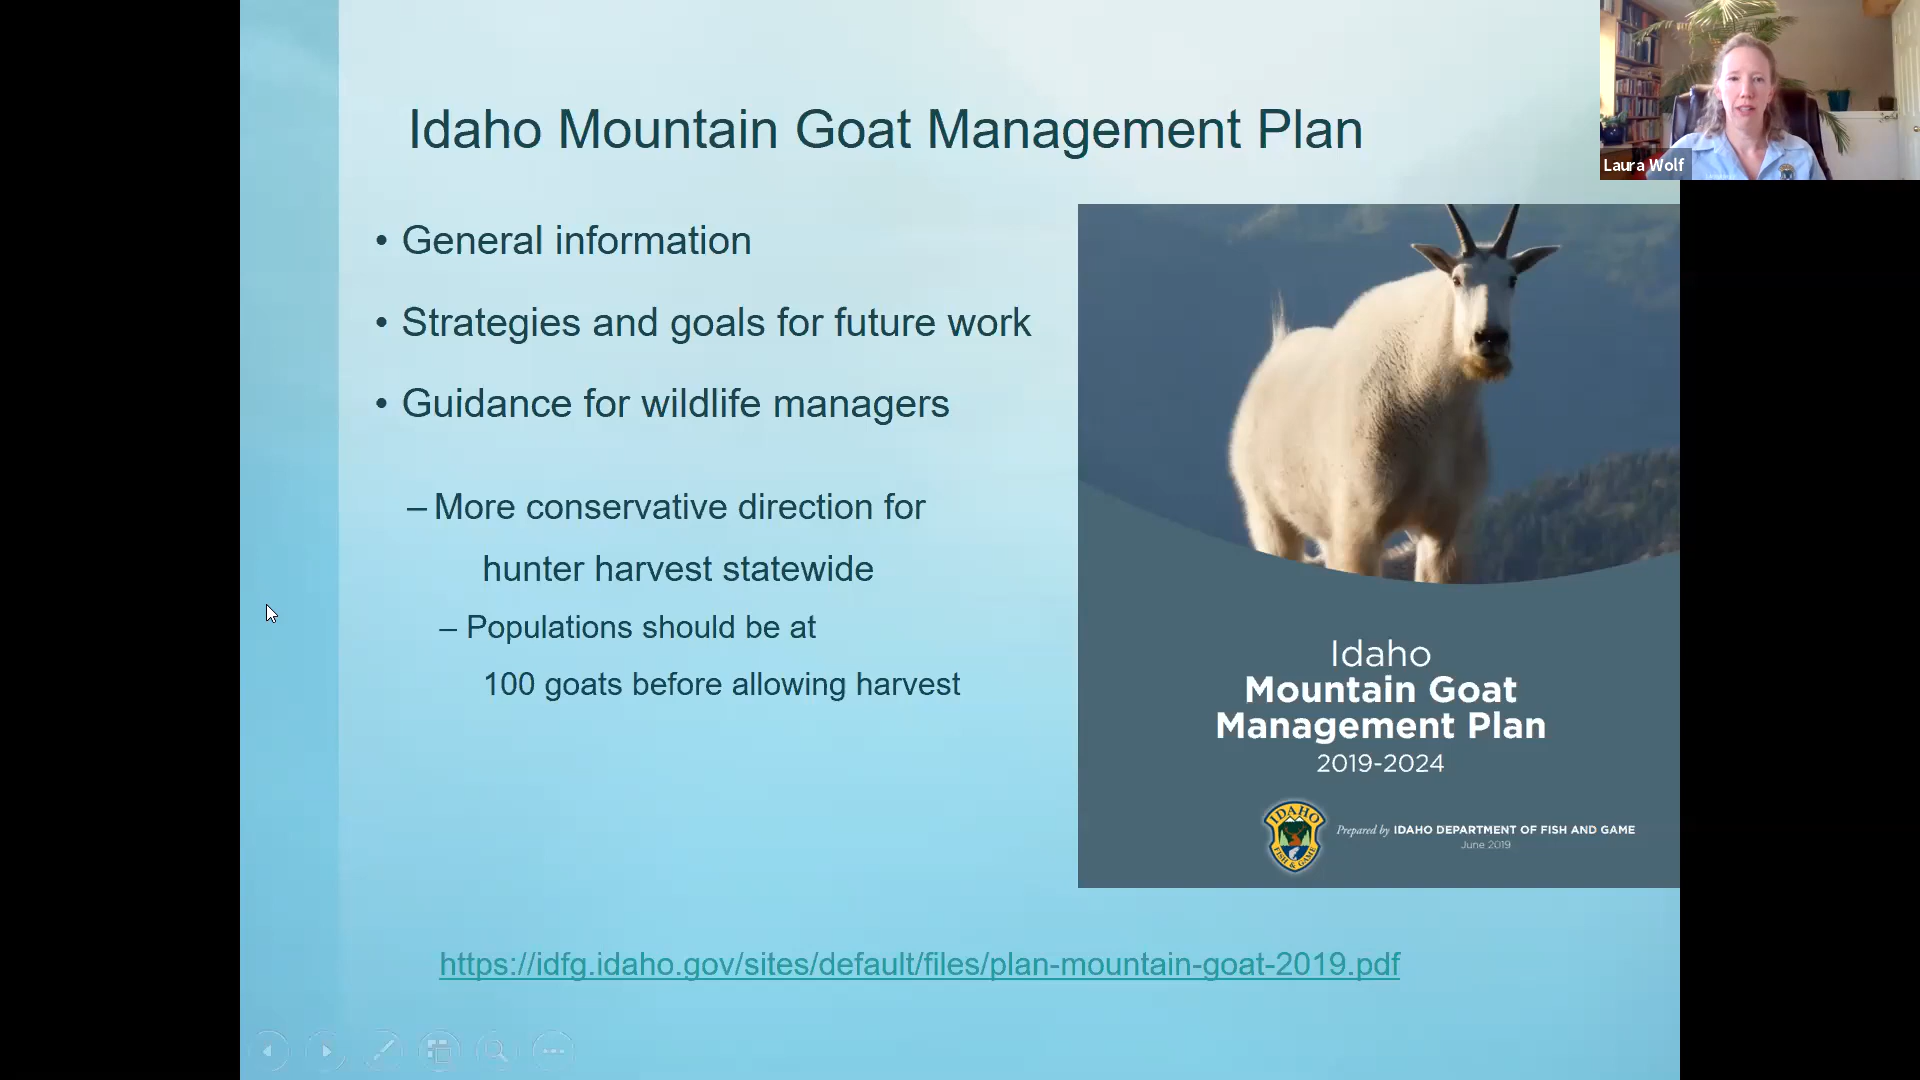 Idaho Mountain Goat Management Plan
Laura Wolf
• General information
• Strategies and goals for future work
• Guidance for wildlife managers
– More conservative direction for
hunter harvest statewide
– Populations should be at
100 goats before allowing harvest
Idaho
Mountain Goat
Management Plan
2019-2024
IDAHO
FISH & GAME
Prepared by IDAHO DEPARTMENT OF FISH AND GAME
June 2019
https://idfg.idaho.gov/sites/default/files/plan-mountain-goat-2019.pdf